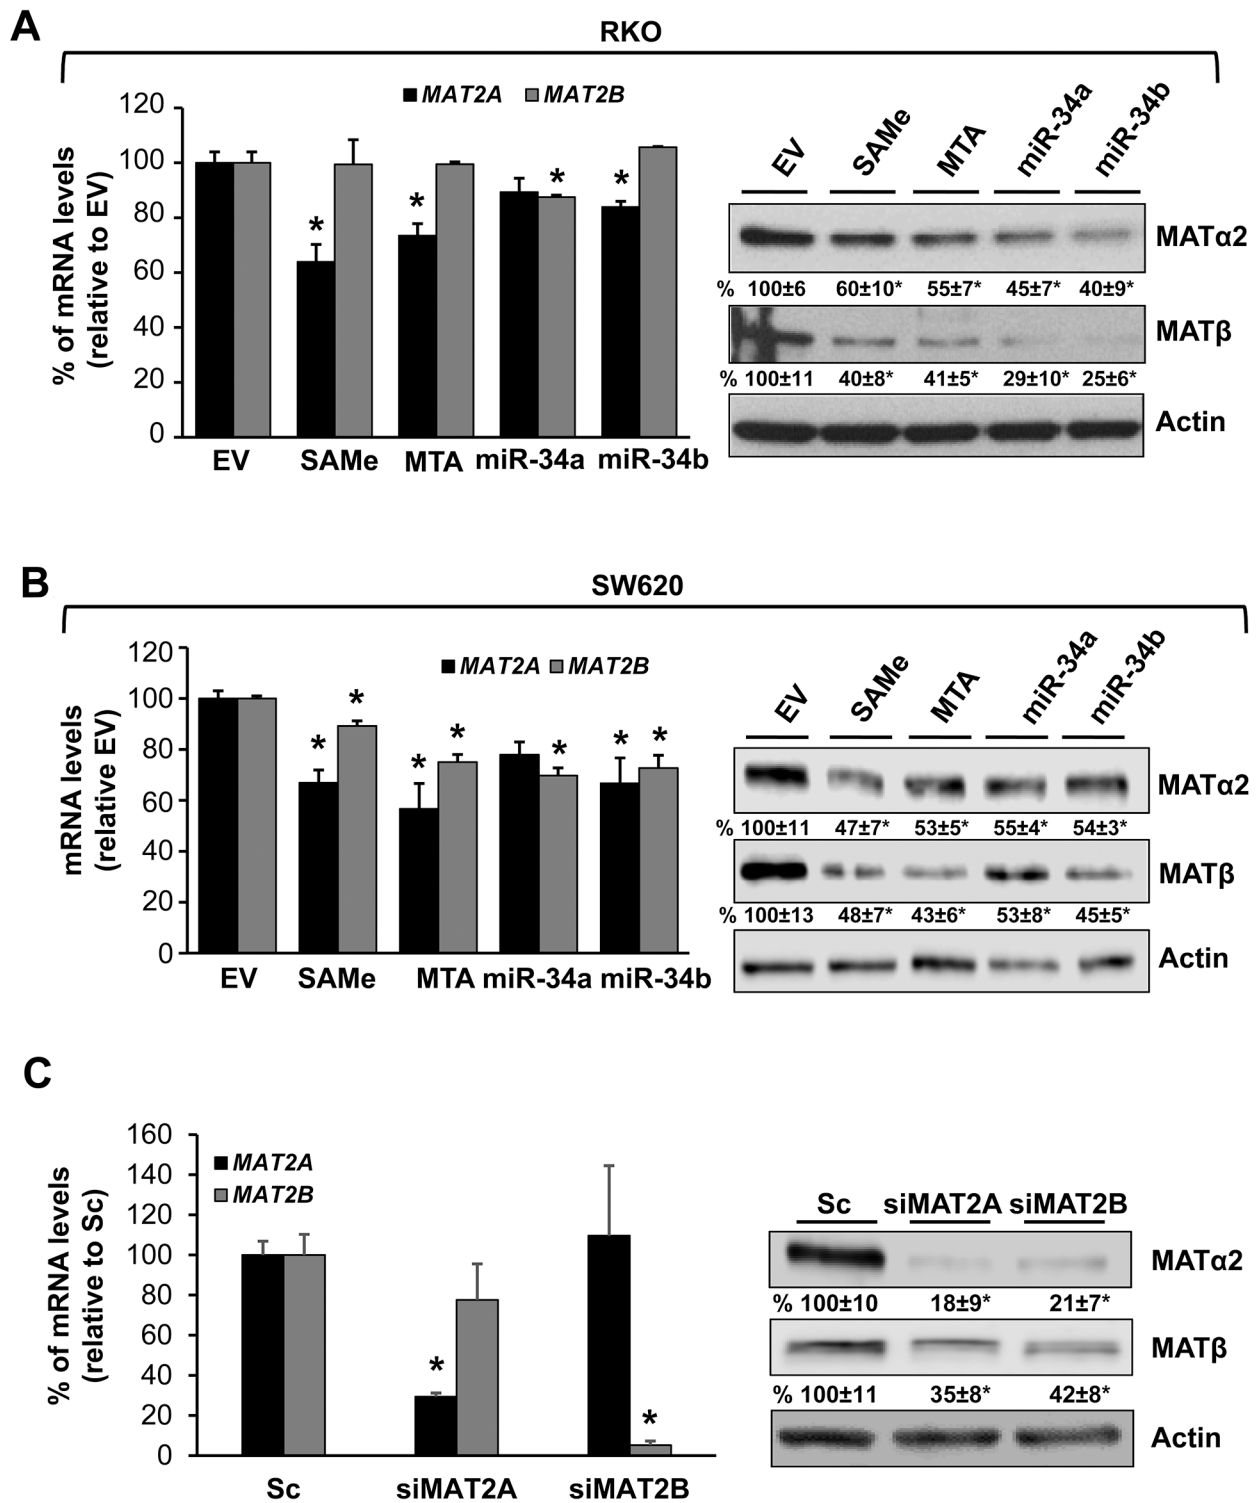 A
RKO
MAT2A MAT2B
% of mRNA levels
(relative to EV)
120
100
80
60
40
20
0
* * * *
EV SAMe MTA miR-34a miR-34b
EV SAMe MTA miR-34a miR-34b
MATα2
% 100±6 60±10* 55±7* 45±7* 40±9*
MATβ
% 100±11 40±8* 41±5* 29±10* 25±6*
Actin
B
SW620
MAT2A MAT2B
mRNA levels
(relative EV)
120
100
80
60
40
20
0
* * * * * * *
EV SAMe MTA miR-34a miR-34b
EV SAMe MTA miR-34a miR-34b
MATα2
% 100±11 47±7* 53±5* 55±4* 54±3*
MATβ
% 100±13 48±7* 43±6* 53±8* 45±5*
Actin
C
% of mRNA levels
(relative to Sc)
160
140
120
100
80
60
40
20
0
MAT2A
MAT2B
* *
Sc siMAT2A siMAT2B
Sc siMAT2A siMAT2B
MATα2
% 100±10 18±9* 21±7*
MATβ
% 100±11 35±8* 42±8*
Actin